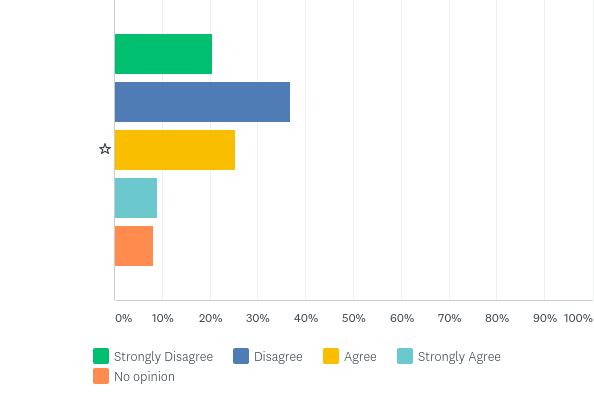 0% 10% 20% 30% 40% 50% 60% 70% 80% 90% 100%
Strongly Disagree Disagree Agree Strongly Agree
No opinion